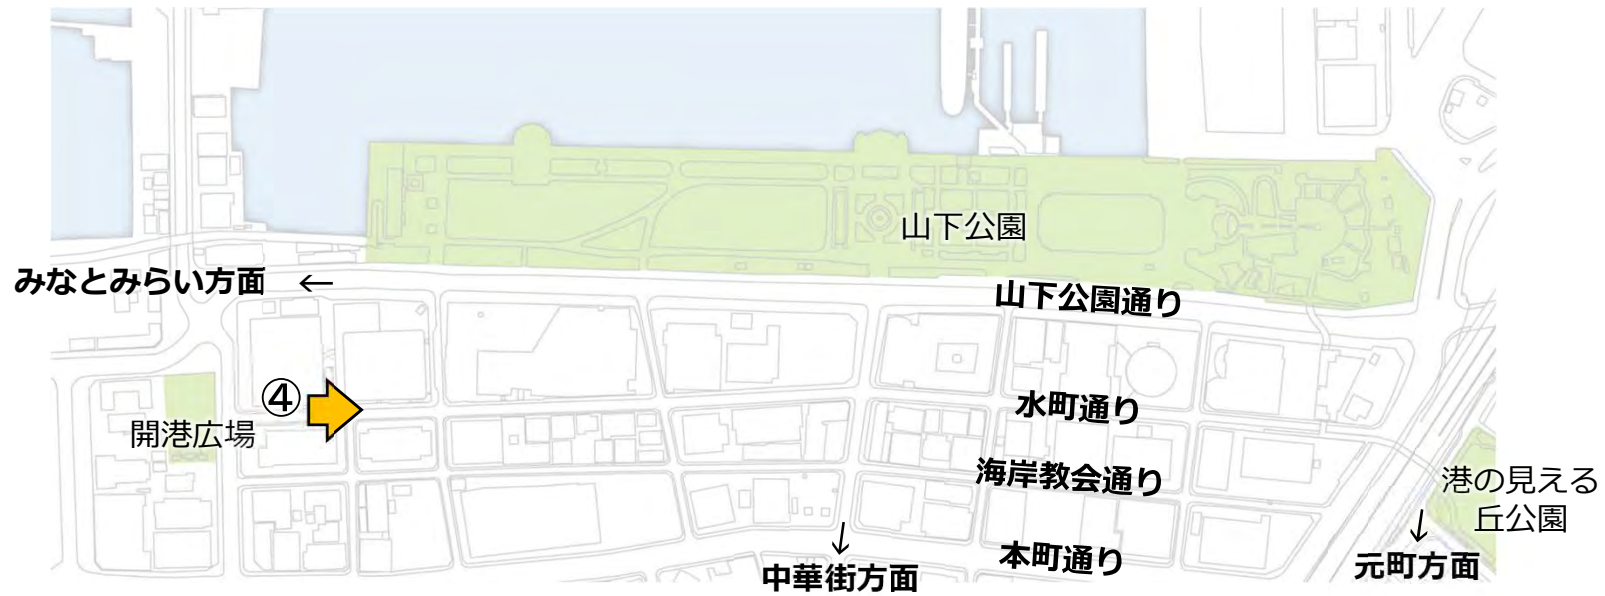 山下公園
みなとみらい方面 ←
山下公園通り
④
水町通り
開港広場
海岸教会通り
港の見える
丘公園
本町通り
↓
中華街方面
↓
元町方面